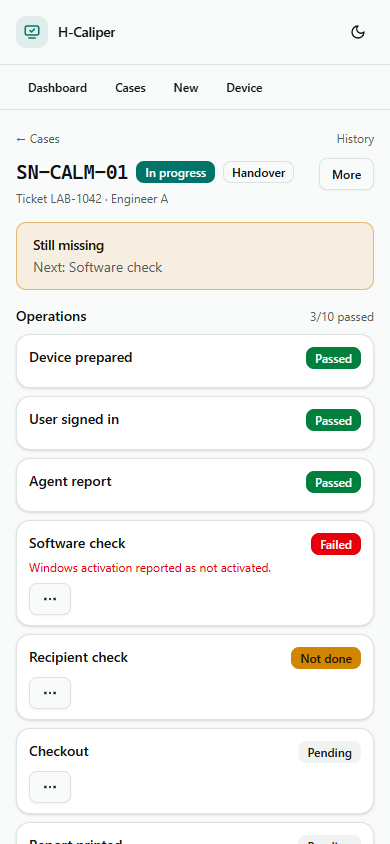 H-Caliper
Dashboard Cases New Device
← Cases History
SN-CALM-01 In progress Handover More
Ticket LAB-1042 · Engineer A
Still missing
Next: Software check
Operations 3/10 passed
Device prepared Passed
User signed in Passed
Agent report Passed
Software check Failed
Windows activation reported as not activated.
...
Recipient check Not done
...
Checkout Pending
...
Report printed